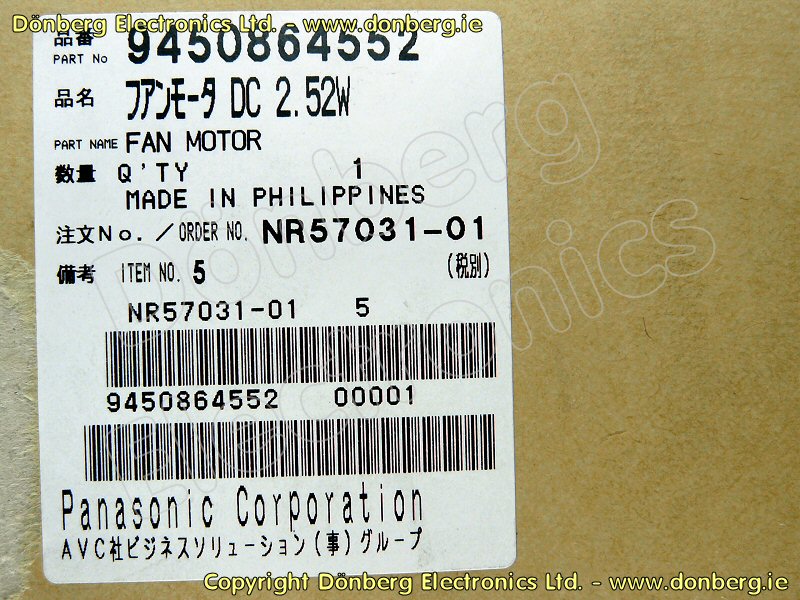 Dönberg Electronics Ltd. - www.donberg.ie
品番
PART No 9450864552
品名 フアンモータ DC 2.52W
PART NAME FAN MOTOR
数量 Q'TY 1
MADE IN PHILIPPINES
注文No./ORDER NO. NR57031-01
備考 ITEM NO. 5 (税別)
NR57031-01 5
9450864552 00001
Panasonic Corporation
AVC社ビジネスソリューション(事)グループ
Dönberg Electronics
Copyright Dönberg Electronics Ltd. - www.donberg.ie